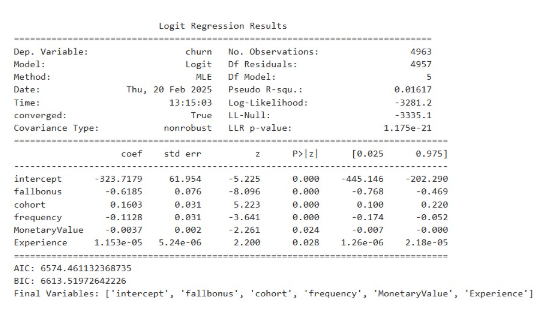 Logit Regression Results
==============================================================================
Dep. Variable: churn No. Observations: 4963
Model: Logit Df Residuals: 4957
Method: MLE Df Model: 5
Date: Thu, 20 Feb 2025 Pseudo R-squ.: 0.01617
Time: 13:15:03 Log-Likelihood: -3281.2
converged: True LL-Null: -3335.1
Covariance Type: nonrobust LLR p-value: 1.175e-21
==============================================================================
coef std err z P>|z| [0.025 0.975]
------------------------------------------------------------------------------
intercept -323.7179 61.954 -5.225 0.000 -445.146 -202.290
fallbonus -0.6185 0.076 -8.096 0.000 -0.768 -0.469
cohort 0.1603 0.031 5.223 0.000 0.100 0.220
frequency -0.1128 0.031 -3.641 0.000 -0.174 -0.052
MonetaryValue -0.0037 0.002 -2.261 0.024 -0.007 -0.000
Experience 1.153e-05 5.24e-06 2.200 0.028 1.26e-06 2.18e-05
==============================================================================
AIC: 6574.461132368735
BIC: 6613.51972642226
Final Variables: ['intercept', 'fallbonus', 'cohort', 'frequency', 'MonetaryValue', 'Experience']